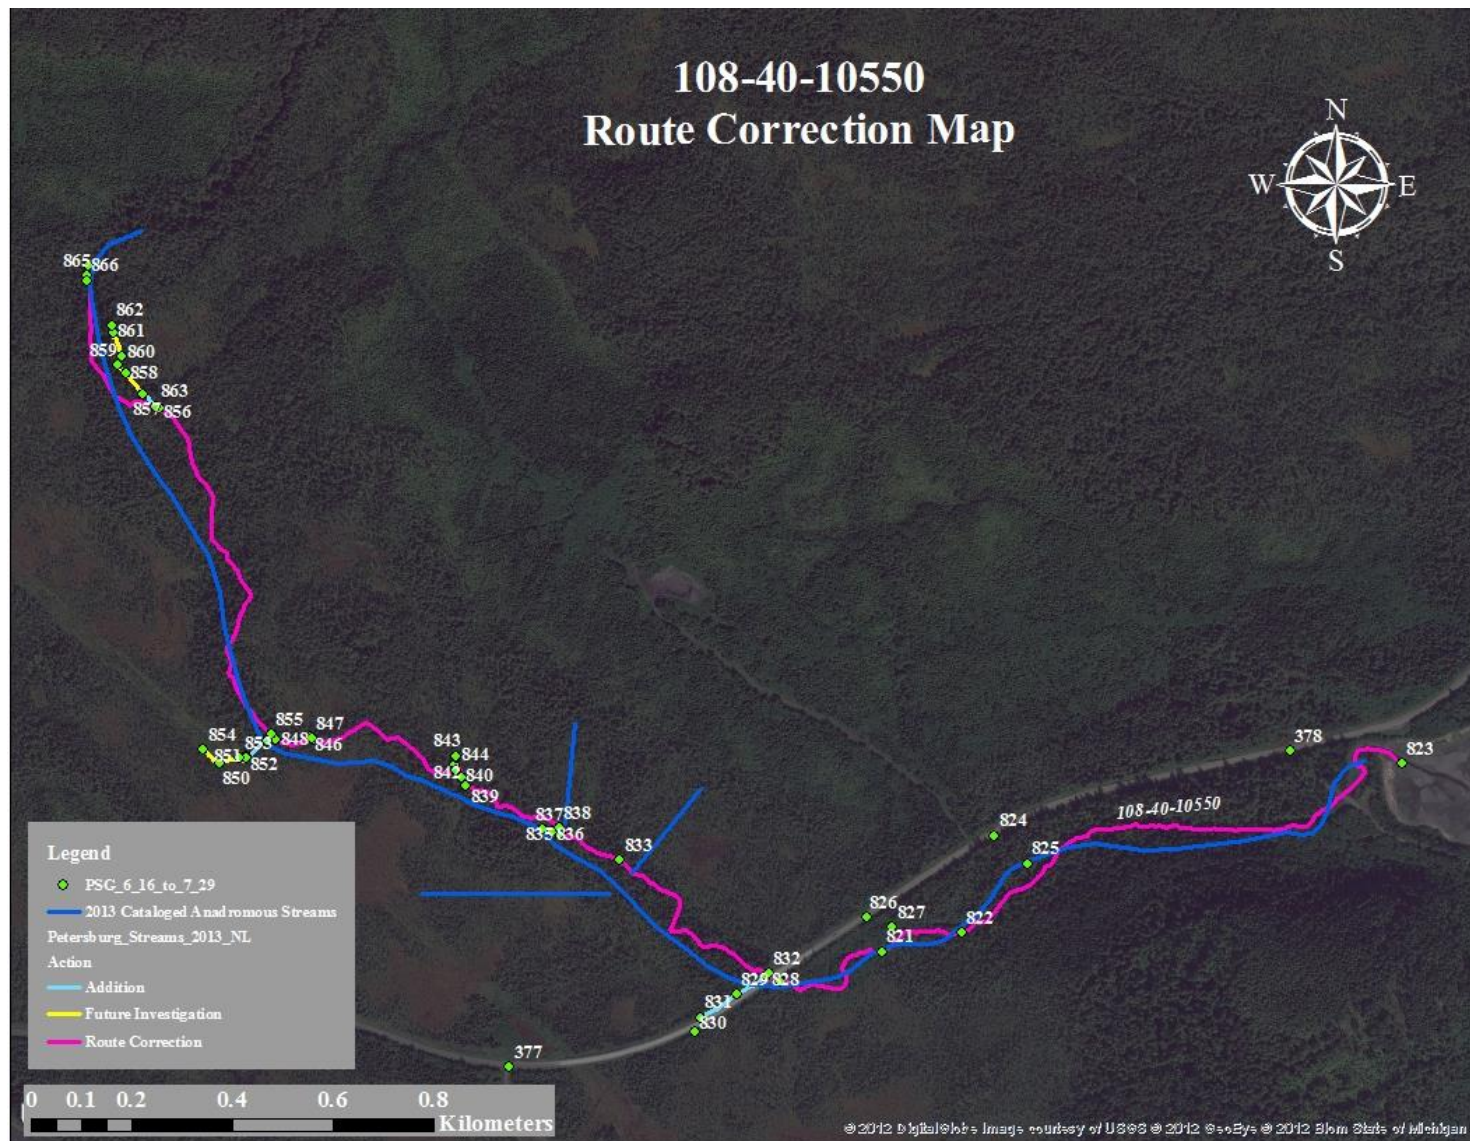 108-40-10550
Route Correction Map
N
W E
S
865 866
862
861
859 860
858
863
857 856
855 847
854 853 848 846
851 852
850
843
844
842 840
839
837 838
835 836
833
378
823
108-40-10550
824
825
826
827
822
821
832
829 828
831
830
377
Legend
PSG_6_16_to_7_29
2013 Cataloged Anadromous Streams
Petersburg_Streams_2013_NL
Action
Addition
Future Investigation
Route Correction
0 0.1 0.2 0.4 0.6 0.8
Kilometers
© 2012 DigitalGlobe Image courtesy of USGS © 2012 GeoEye © 2012 Blom State of Michigan